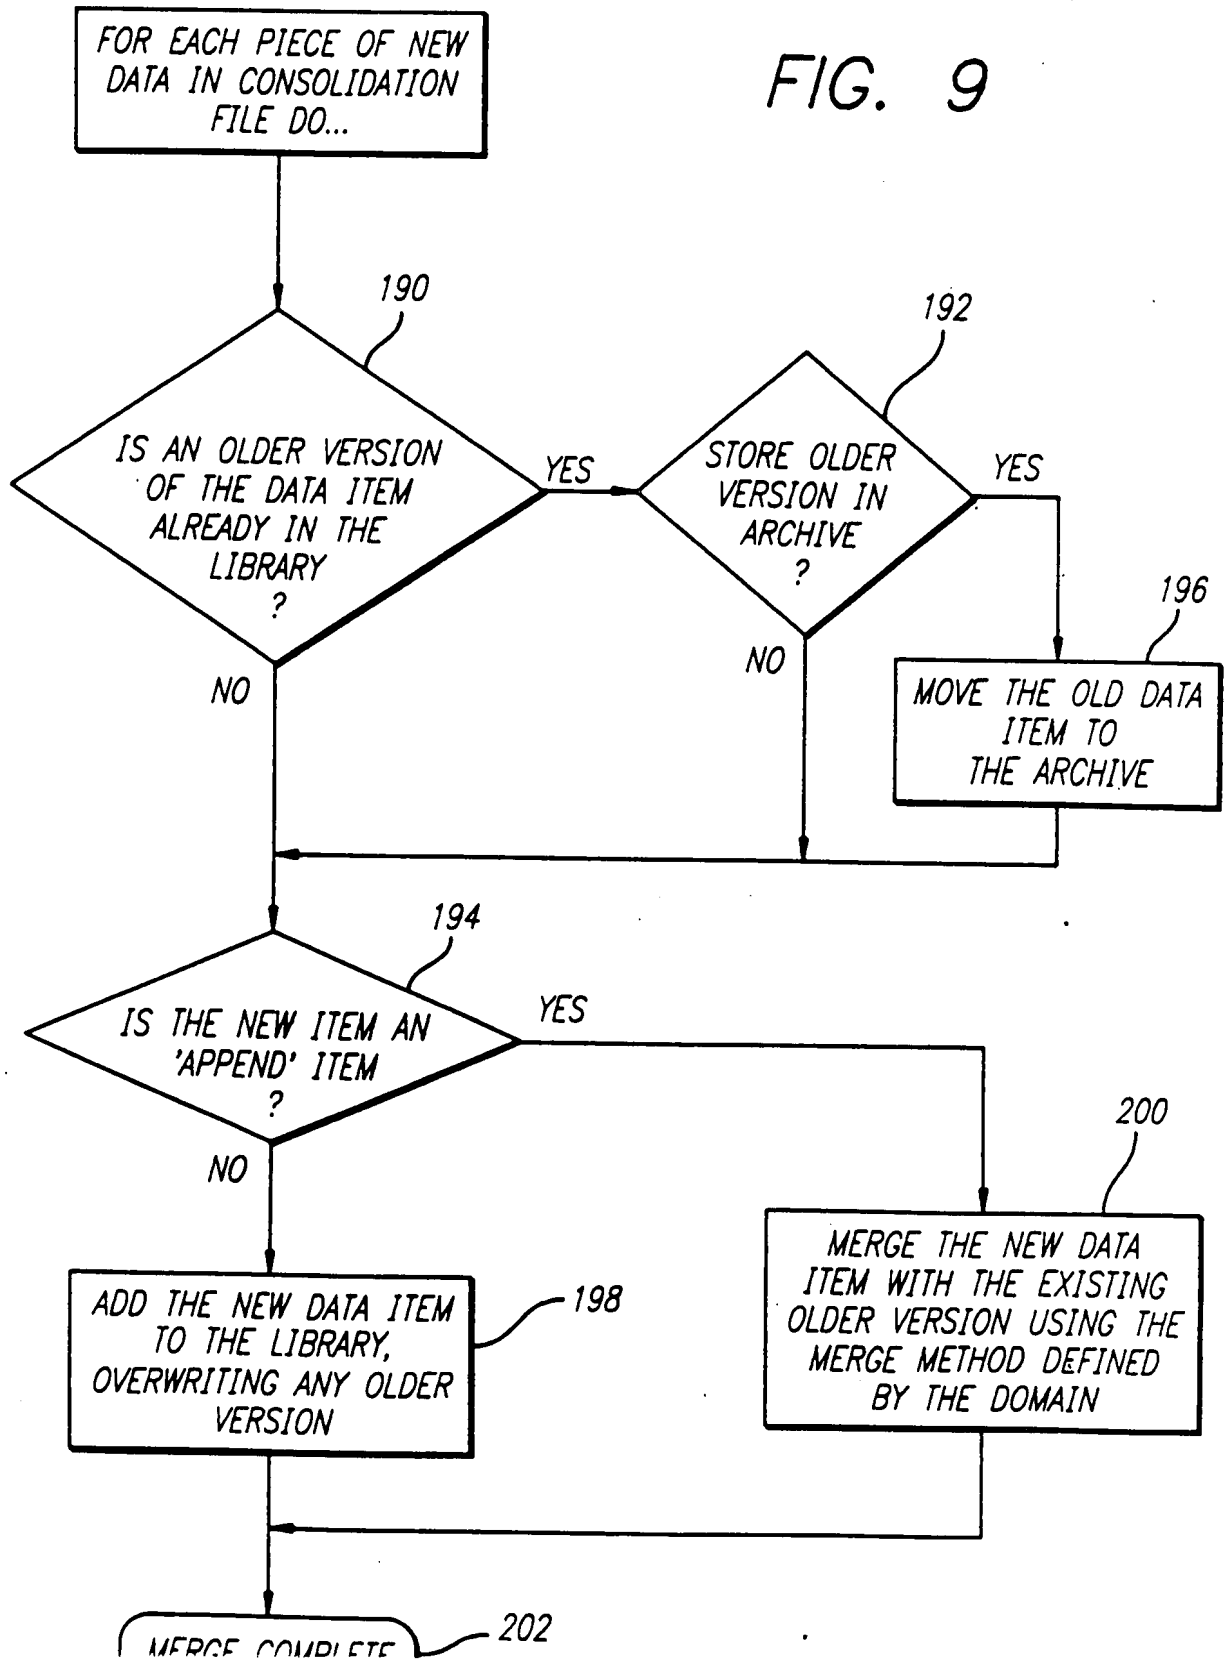 FOR EACH PIECE OF NEW
DATA IN CONSOLIDATION
FILE DO...
FIG. 9
190
192
IS AN OLDER VERSION
OF THE DATA ITEM
ALREADY IN THE
LIBRARY
?
YES
STORE OLDER
VERSION IN
ARCHIVE
?
YES
196
NO
NO
MOVE THE OLD DATA
ITEM TO
THE ARCHIVE
194
IS THE NEW ITEM AN
'APPEND' ITEM
?
YES
200
NO
MERGE THE NEW DATA
ITEM WITH THE EXISTING
OLDER VERSION USING THE
MERGE METHOD DEFINED
BY THE DOMAIN
ADD THE NEW DATA ITEM
TO THE LIBRARY,
OVERWRITING ANY OLDER
VERSION
198
MERGE COMPLETE
202